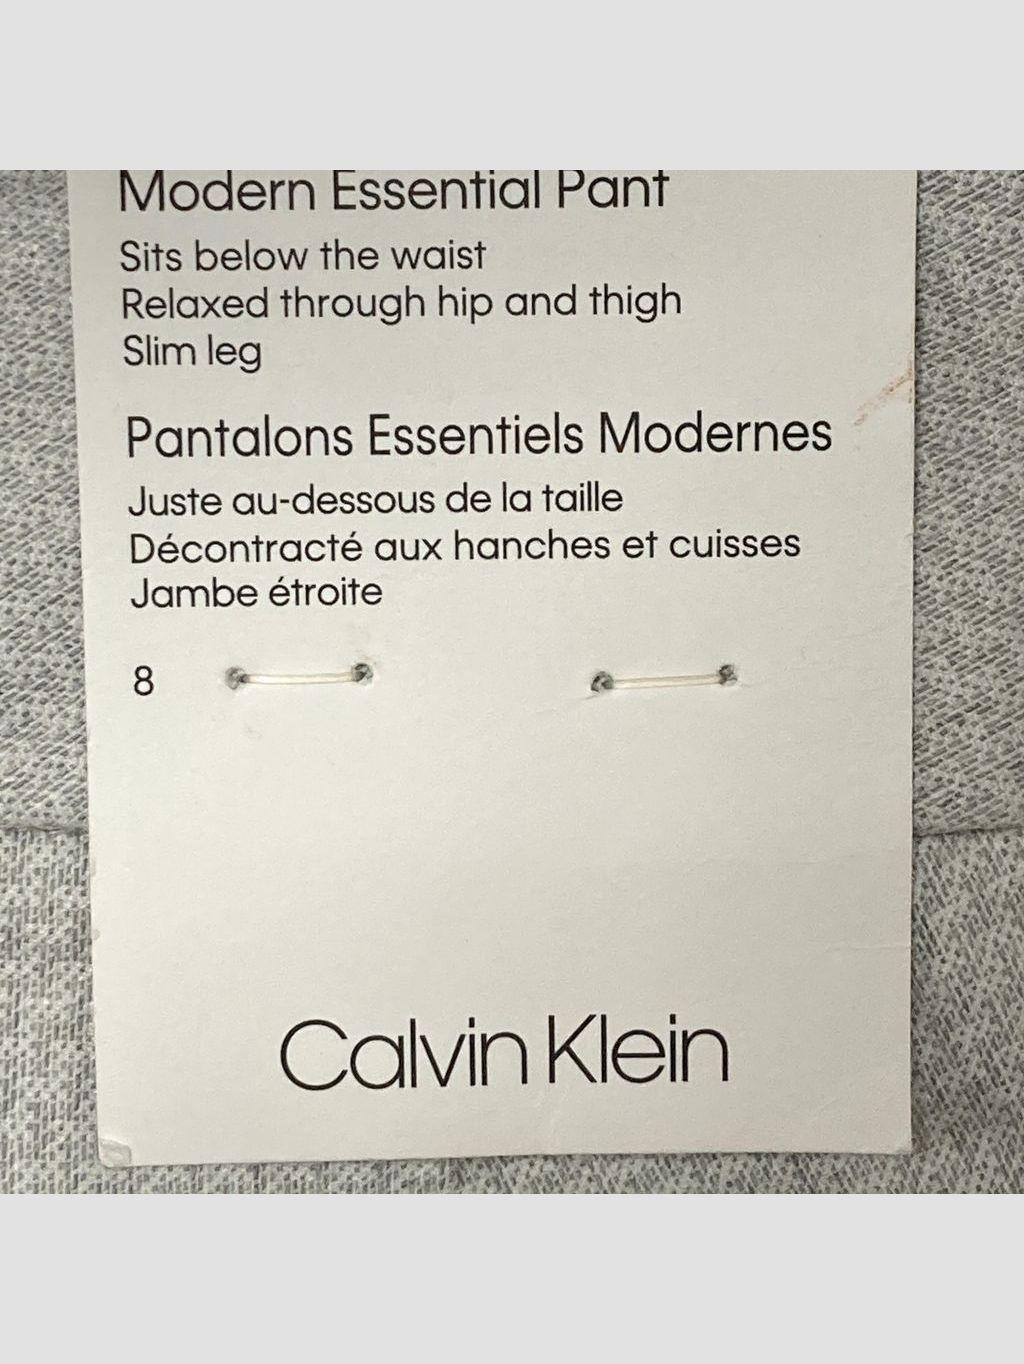 Modern Essential Pant
Sits below the waist
Relaxed through hip and thigh
Slim leg
Pantalons Essentiels Modernes
Juste au-dessous de la taille
Décontracté aux hanches et cuisses
Jambe étroite
8
Calvin Klein